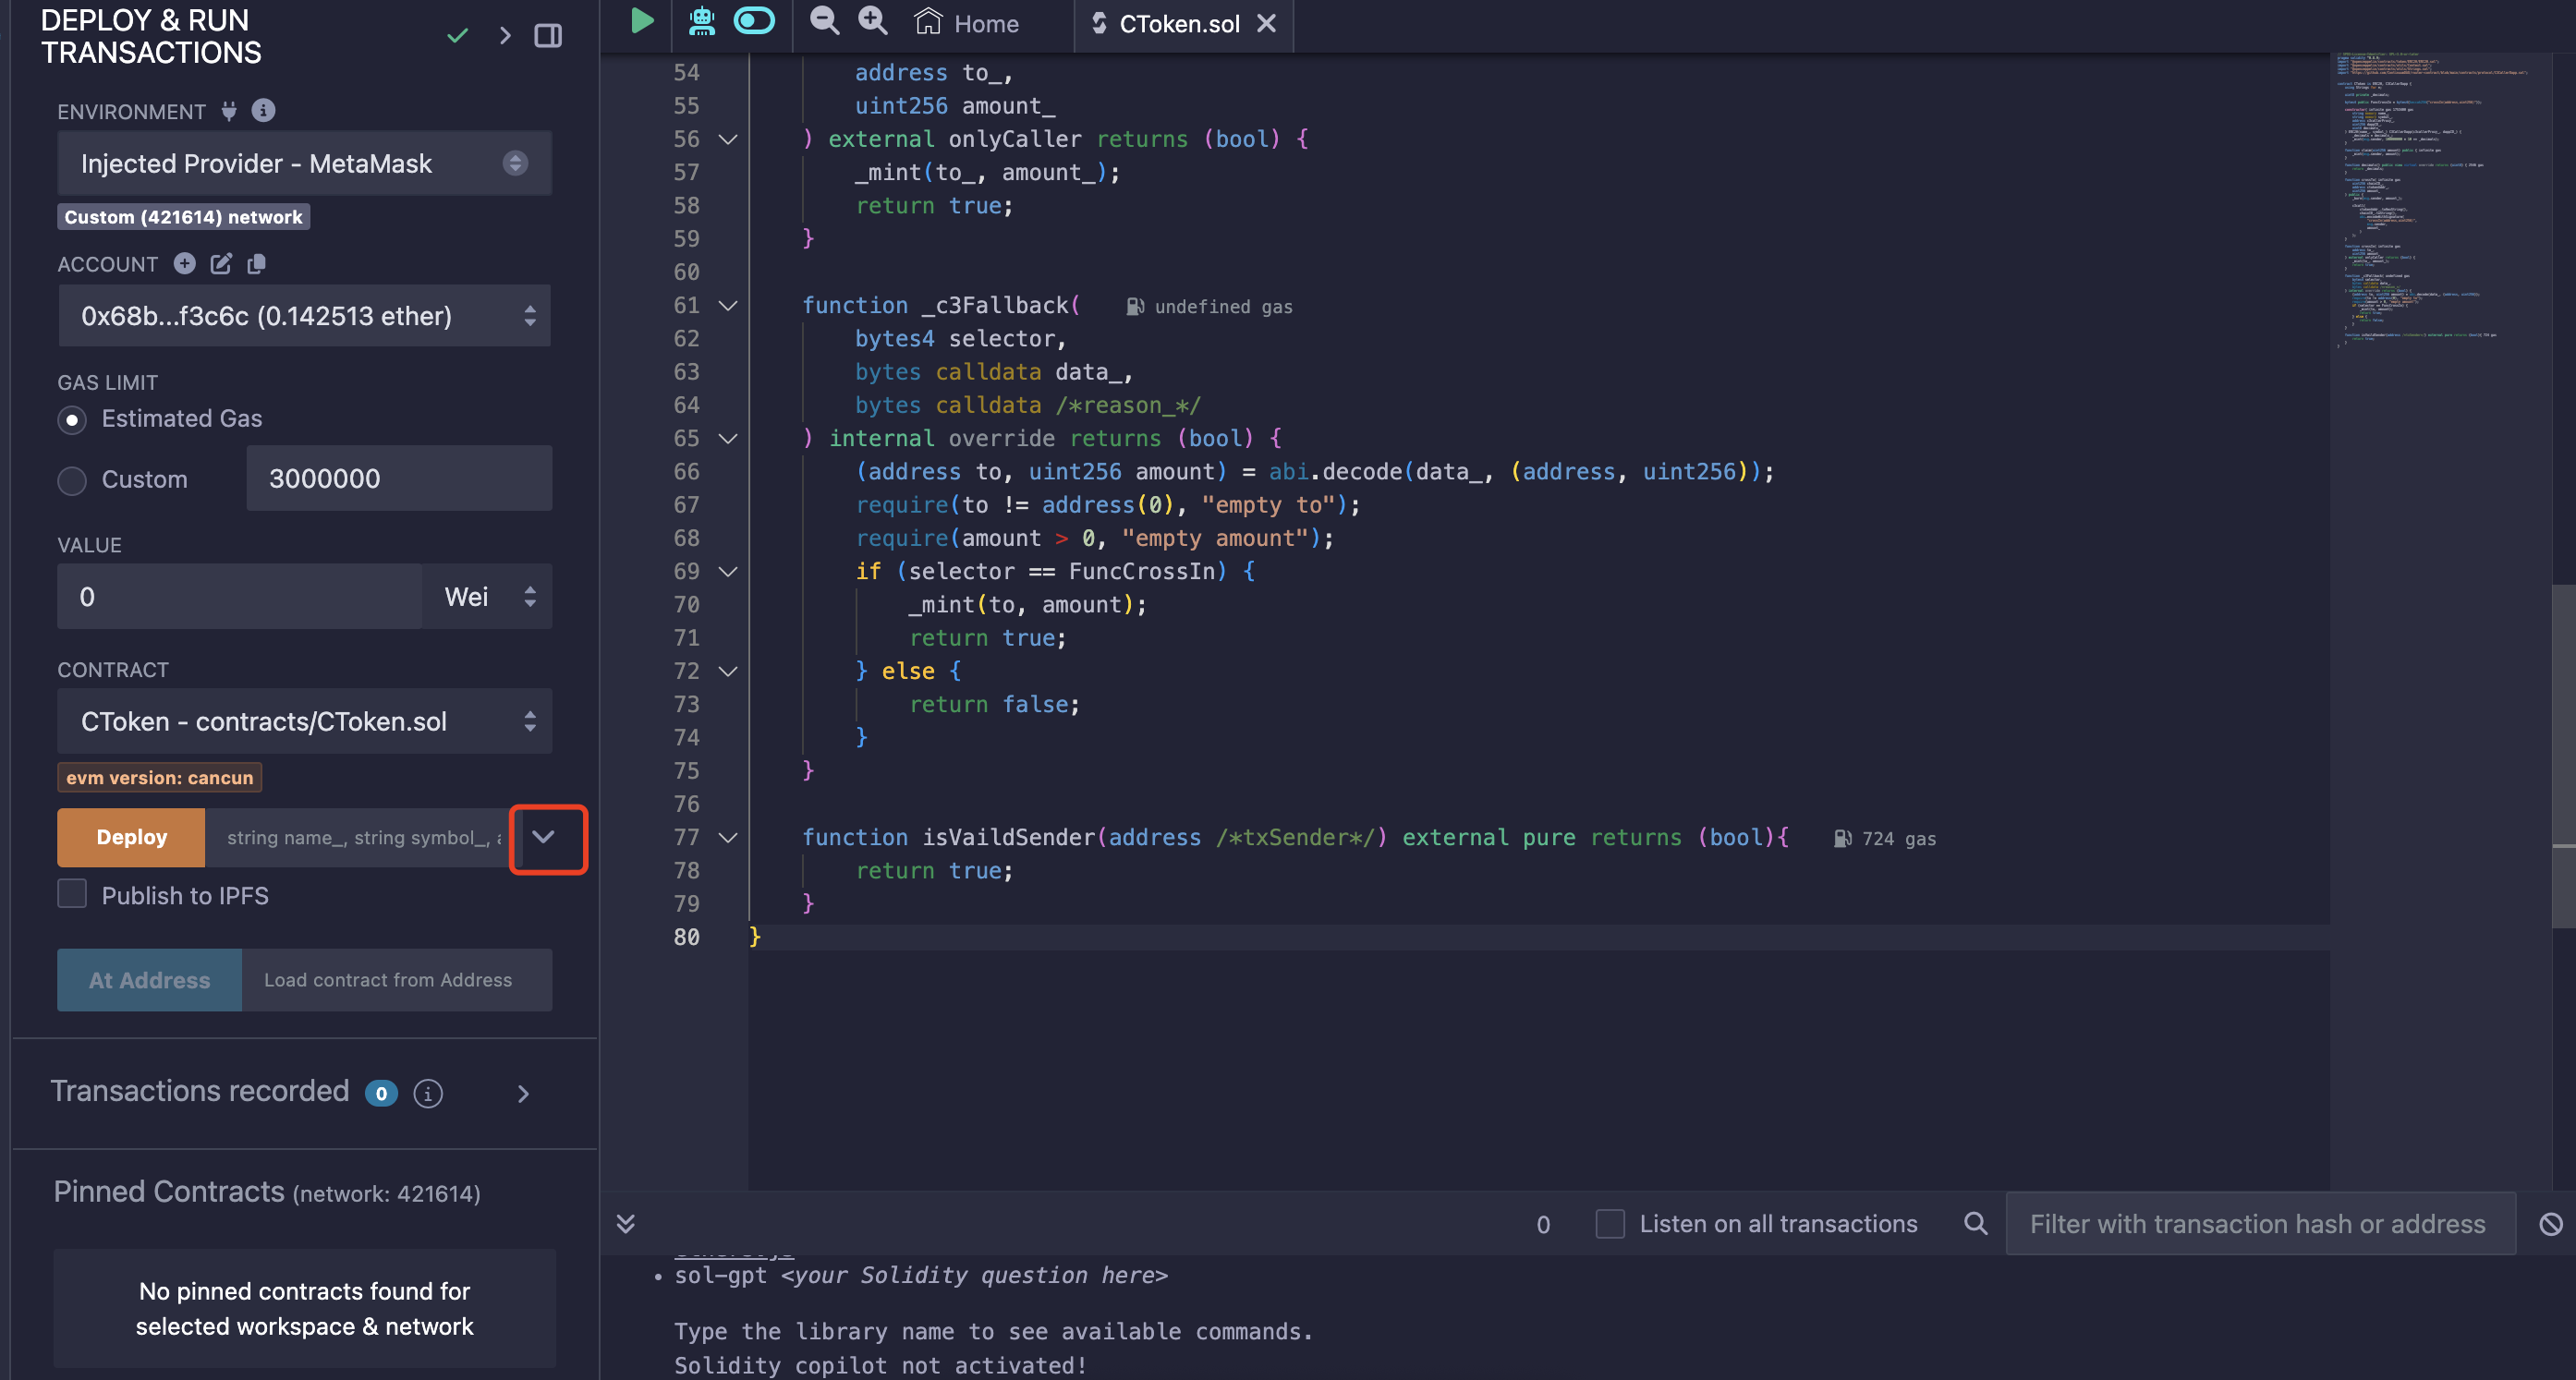 DEPLOY & RUN
TRANSACTIONS
ENVIRONMENT
Injected Provider - MetaMask
Custom (421614) network
ACCOUNT
0x68b...f3c6c (0.142513 ether)
GAS LIMIT
Estimated Gas
Custom
3000000
VALUE
0
Wei
CONTRACT
CToken - contracts/CToken.sol
evm version: cancun
Deploy
string name_, string symbol_,
Publish to IPFS
At Address
Load contract from Address
Transactions recorded 0
Pinned Contracts (network: 421614)
No pinned contracts found for
selected workspace & network
Home
CToken.sol
54 address to_,
55 uint256 amount_
56 ) external onlyCaller returns (bool) {
57 _mint(to_, amount_);
58 return true;
59 }
60
61 function _c3Fallback( undefined gas
62 bytes4 selector,
63 bytes calldata data_,
64 bytes calldata /*reason_*/
65 ) internal override returns (bool) {
66 (address to, uint256 amount) = abi.decode(data_, (address, uint256));
67 require(to != address(0), "empty to");
68 require(amount > 0, "empty amount");
69 if (selector == FuncCrossIn) {
70 _mint(to, amount);
71 return true;
72 } else {
73 return false;
74 }
75 }
76
77 function isVaildSender(address /*txSender*/) external pure returns (bool){ 724 gas
78 return true;
79 }
80 }
0
Listen on all transactions
Filter with transaction hash or address
• sol-gpt <your Solidity question here>
Type the library name to see available commands.
Solidity copilot not activated!